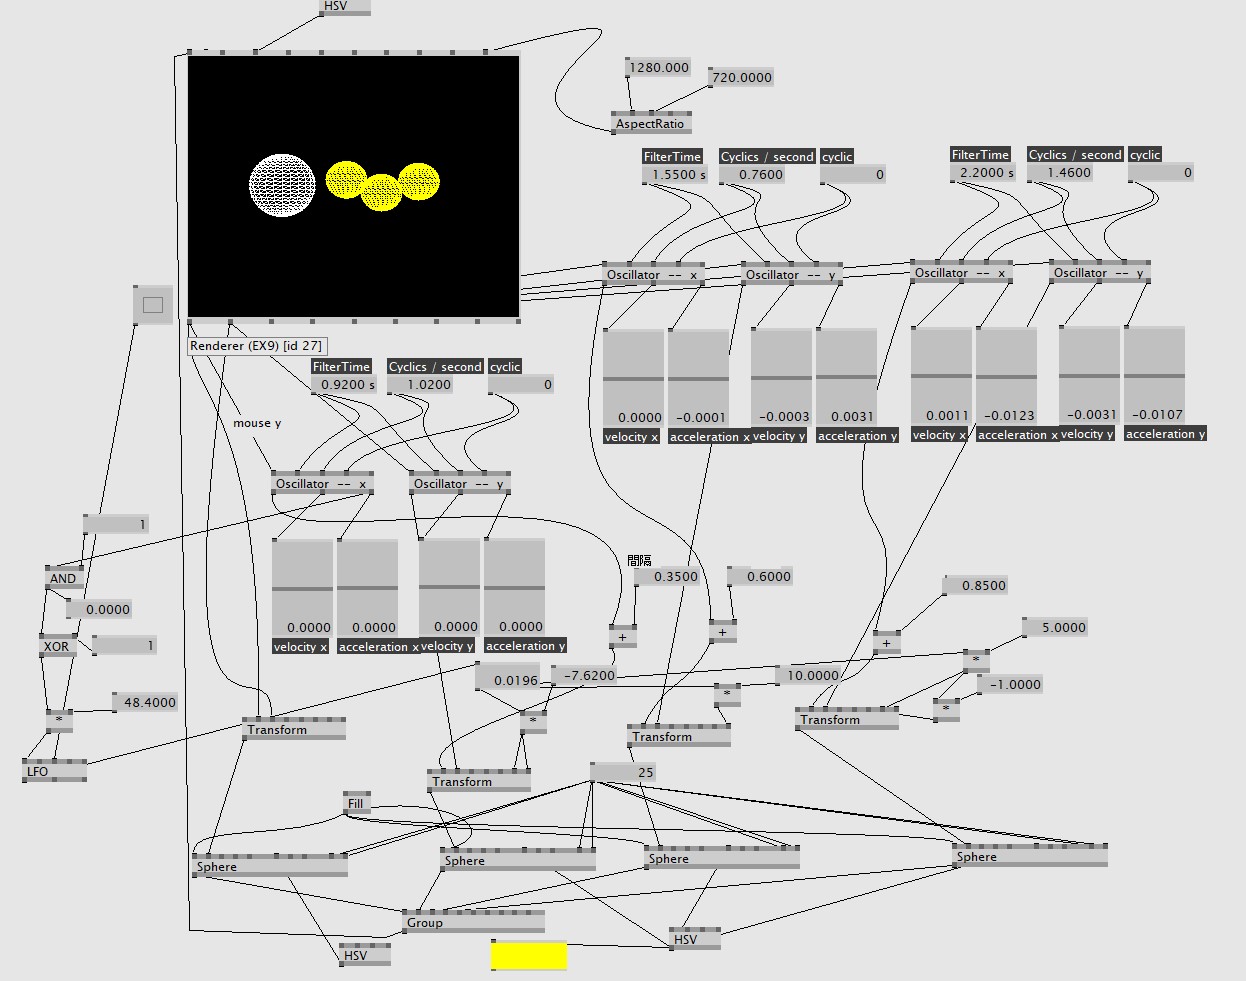 HSV
1280.000
720.0000
AspectRatio
FilterTime
Cyclics / second
cyclic
1.5500 s
0.7600
0
FilterTime
Cyclics / second
cyclic
2.2000 s
1.4600
0
Oscillator -- x
Oscillator -- y
Oscillator -- x
Oscillator -- y
Renderer (EX9) [id 27]
FilterTime
Cyclics / second
cyclic
0.9200 s
1.0200
0
0.0000
-0.0001
-0.0003
0.0031
velocity x
acceleration x
velocity y
acceleration y
0.0011
-0.0123
-0.0031
-0.0107
velocity x
acceleration x
velocity y
acceleration y
mouse y
Oscillator -- x
Oscillator -- y
1
AND
0.0000
XOR
1
48.4000
*
LFO
0.0000
0.0000
0.0000
0.0000
velocity x
acceleration x
velocity y
acceleration y
間隔
0.3500
0.6000
0.8500
+
+
+
5.0000
*
-1.0000
*
0.0196
-7.6200
10.0000
*
*
Transform
Transform
Transform
Transform
25
Fill
Sphere
Sphere
Sphere
Sphere
Group
HSV
HSV